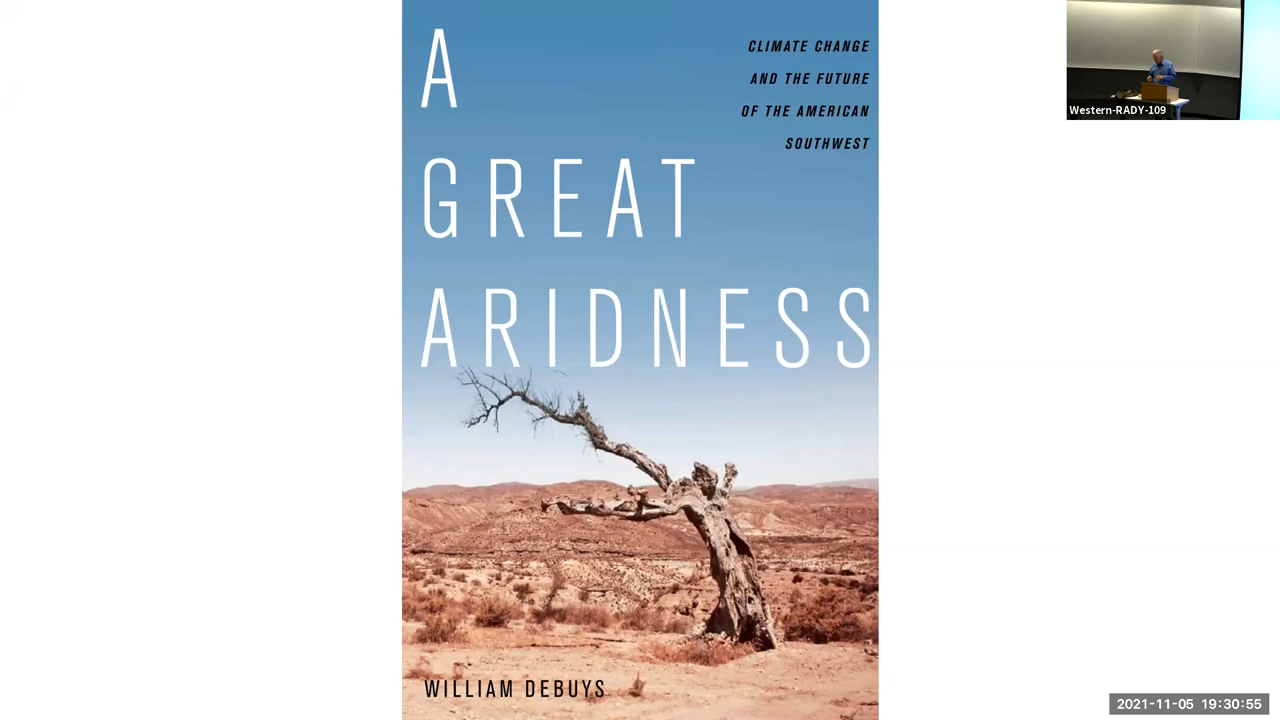 A
GREAT
ARIDNESS
CLIMATE CHANGE
AND THE FUTURE
OF THE AMERICAN
SOUTHWEST
WILLIAM DEBUYS
Western-RADY-109
2021-11-05 19:30:55